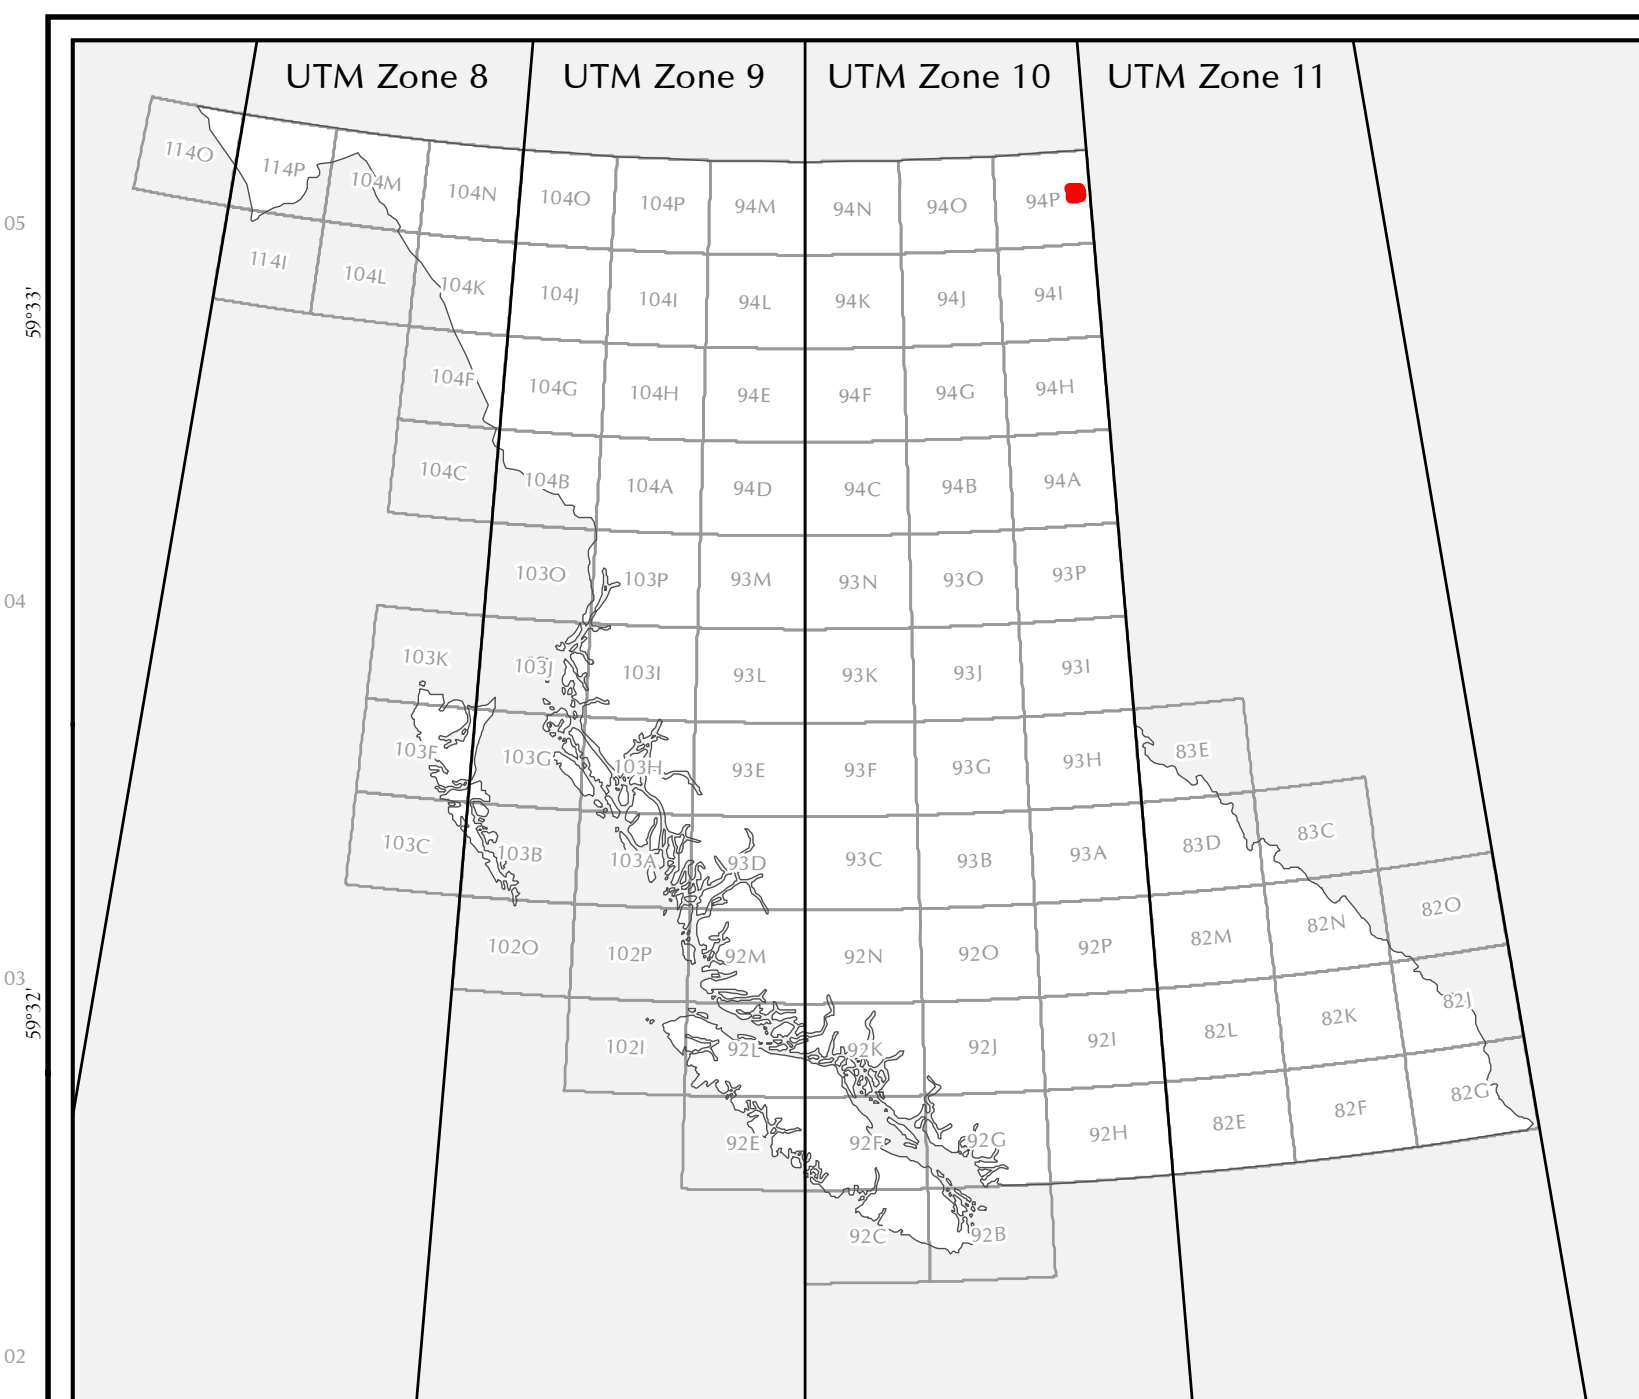 UTM Zone 8 UTM Zone 9 UTM Zone 10 UTM Zone 11
114O 114P 104M 104N 104O 104P 94M 94N 94O 94P
05
114I 104L 104K 104J 104I 94L 94K 94J 94I
59°33'
104F 104G 104H 94E 94F 94G 94H
104C 104B 104A 94D 94C 94B 94A
103O 103P 93M 93N 93O 93P
04
103K 103J 103I 93L 93K 93J 93I
103F 103G 103H 93E 93F 93G 93H 83E
103C 103B 103A 93D 93C 93B 93A 83D 83C
102O 102P 92M 92N 92O 92P 82M 82N 82O
03
59°32'
102I 92L 92K 92J 92I 82L 82K 82J
92E 92F 92G 92H 82E 82F 82G
92C 92B
02